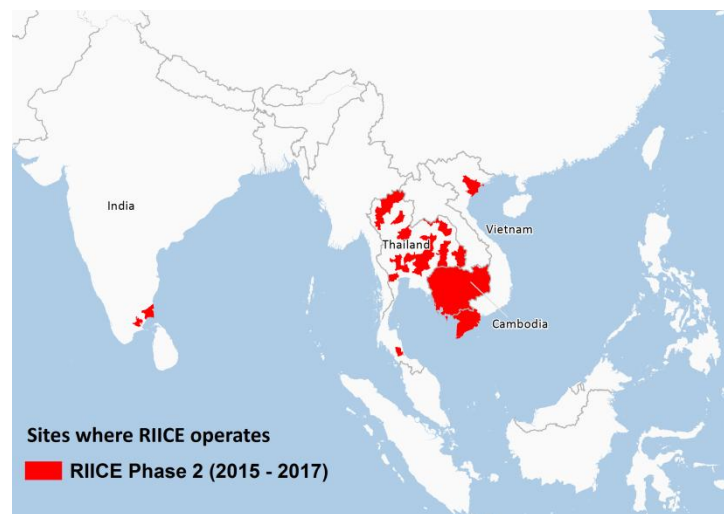 India
Vietnam
Thailand
Cambodia
Sites where RIICE operates
RIICE Phase 2 (2015 - 2017)